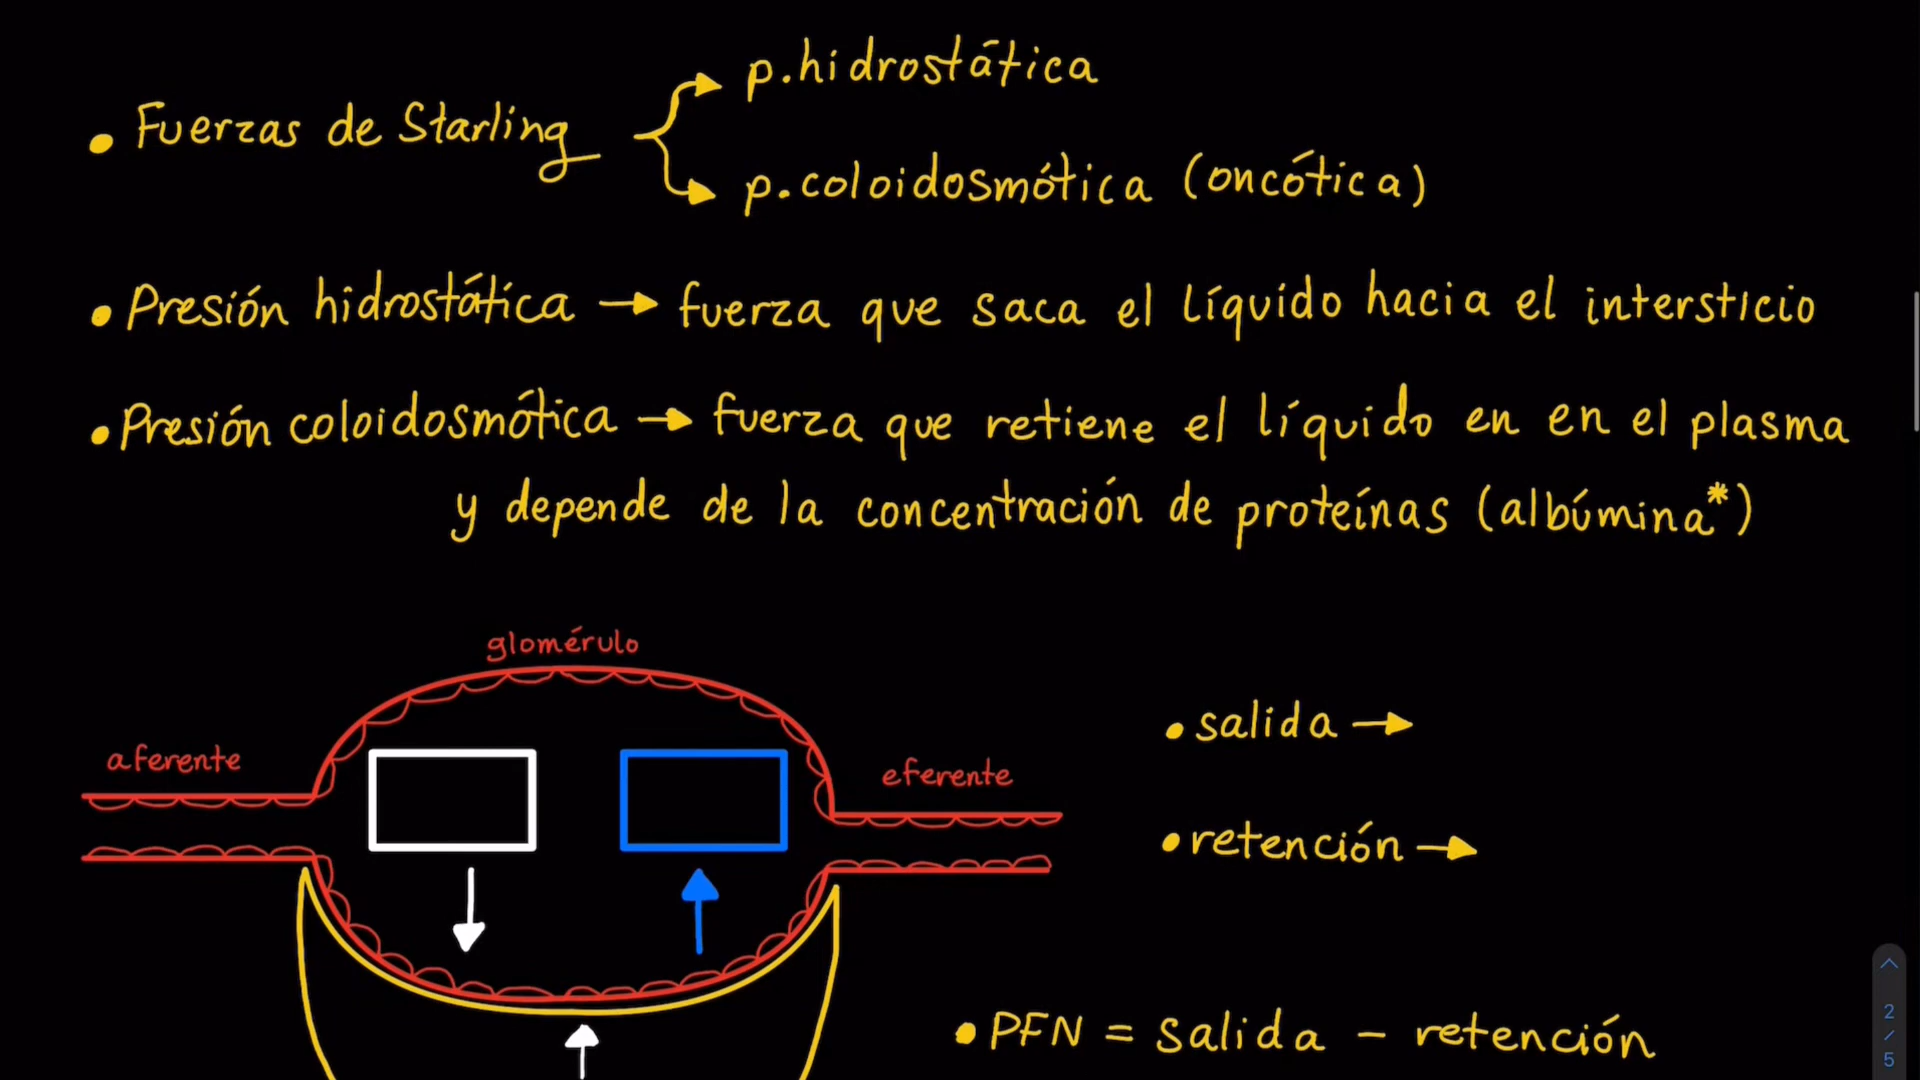 p.hidrostática
• Fuerzas de Starling
p.coloidosmótica (oncótica)
• Presión hidrostática → fuerza que saca el líquido hacia el intersticio
• Presión coloidosmótica → fuerza que retiene el líquido en en el plasma
y depende de la concentración de proteínas (albúmina*)
glomérulo
aferente
eferente
• salida →
• retención →
• PFN = salida - retención
2
/
5